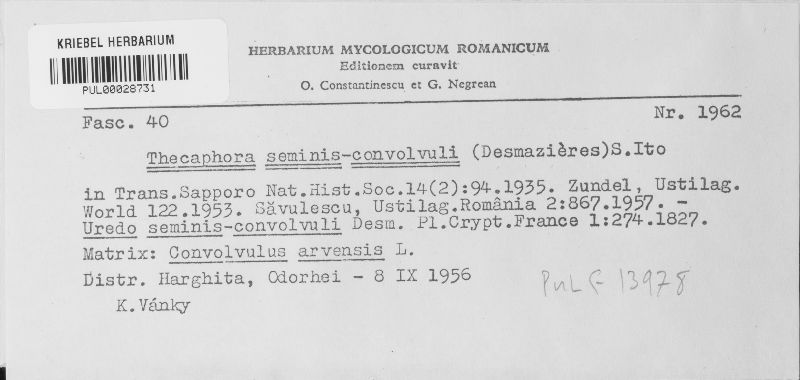 KRIEBEL HERBARIUM
PUL00028731
HERBARIUM MYCOLOGICUM ROMANICUM
Editionem curavit
O. Constantinescu et G. Negrean
Fasc. 40
Nr. 1962
Thecaphora seminis-convolvuli (Desmazières)S.Ito
in Trans.Sapporo Nat.Hist.Soc.14(2):94.1935. Zundel, Ustilag.
World 122.1953. Săvulescu, Ustilag.România 2:867.1957. -
Uredo seminis-convolvuli Desm. Pl.Crypt.France 1:274.1827.
Matrix: Convolvulus arvensis L.
Distr. Harghita, Odorhei - 8 IX 1956
PuL F 13978
K.Vánky